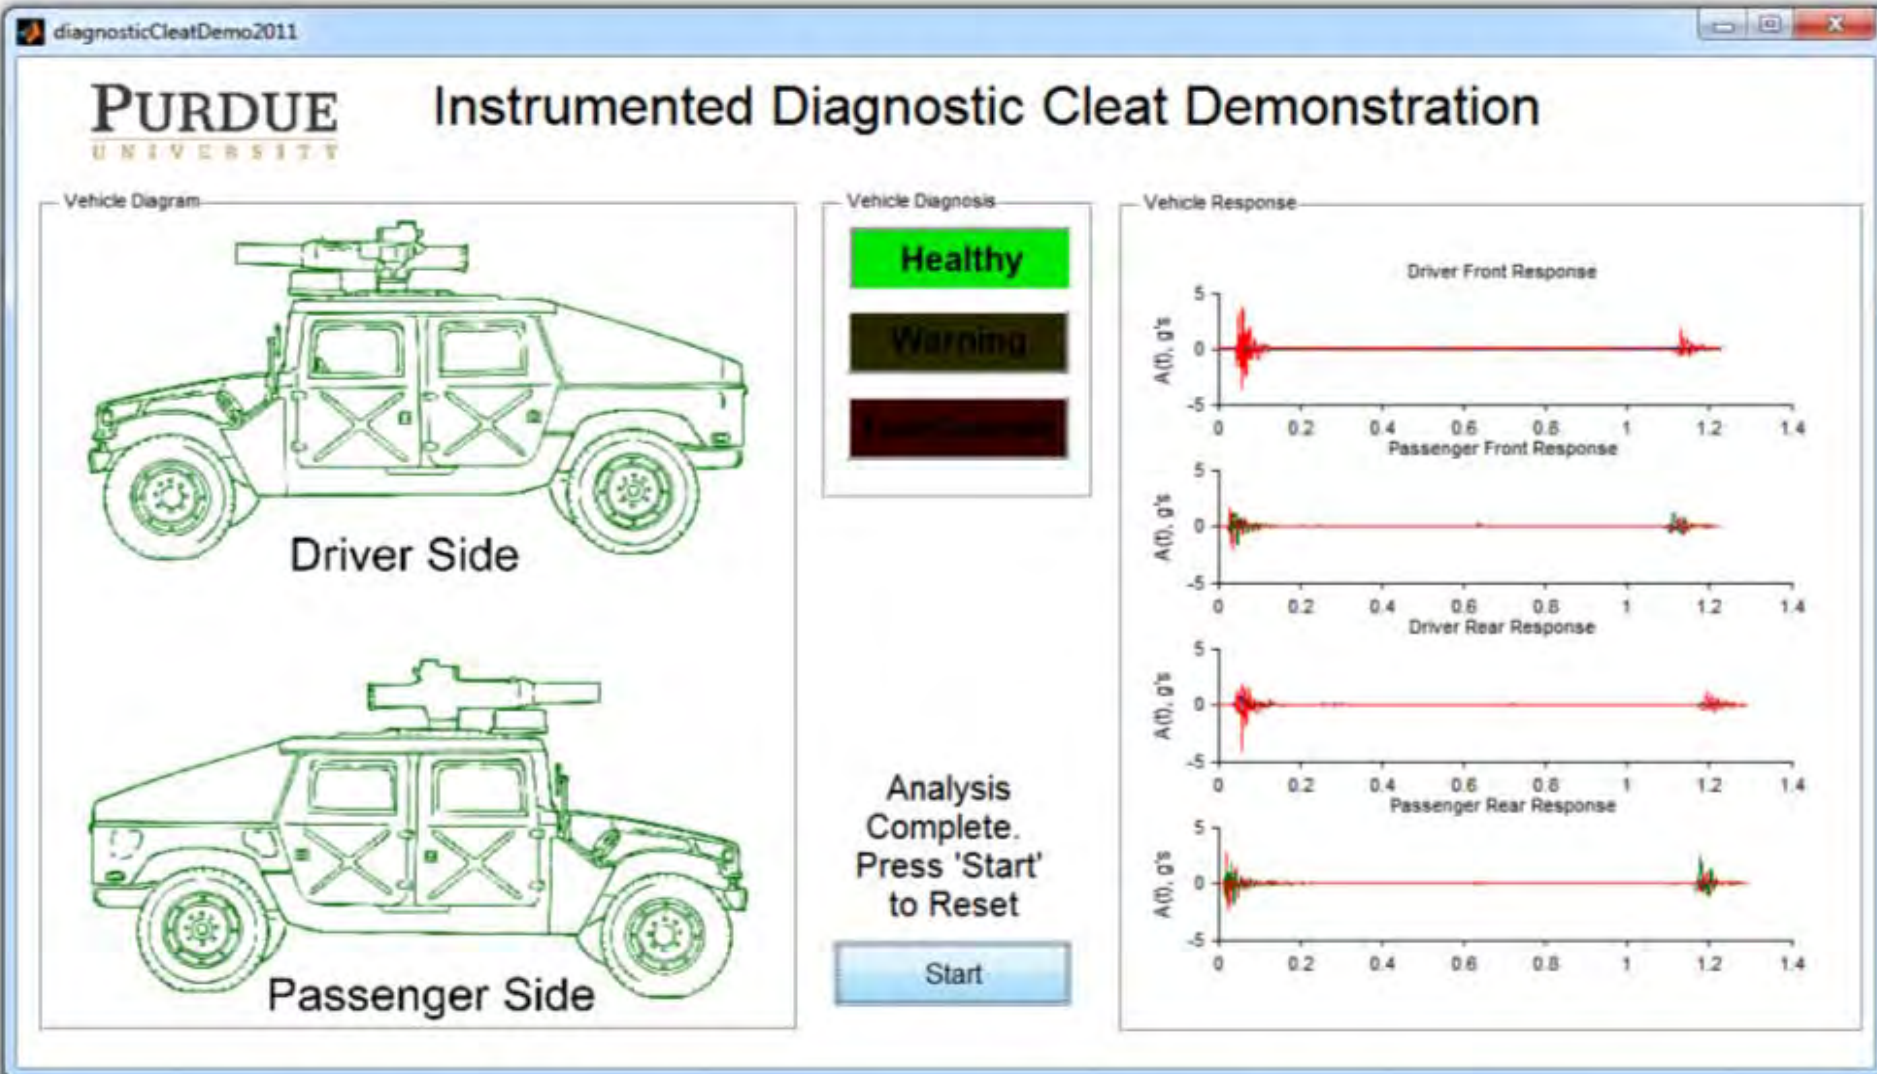 diagnosticCleatDemo2011
PURDUE
UNIVERSITY
Instrumented Diagnostic Cleat Demonstration
Vehicle Diagram
Driver Side
Passenger Side
Vehicle Diagnosis
Healthy
Warning
Analysis
Complete.
Press 'Start'
to Reset
Start
Vehicle Response
Driver Front Response
A(t), g's
5
0
-5
0 0.2 0.4 0.6 0.8 1 1.2 1.4
Passenger Front Response
A(t), g's
5
0
-5
0 0.2 0.4 0.6 0.8 1 1.2 1.4
Driver Rear Response
A(t), g's
5
0
-5
0 0.2 0.4 0.6 0.8 1 1.2 1.4
Passenger Rear Response
A(t), g's
5
0
-5
0 0.2 0.4 0.6 0.8 1 1.2 1.4